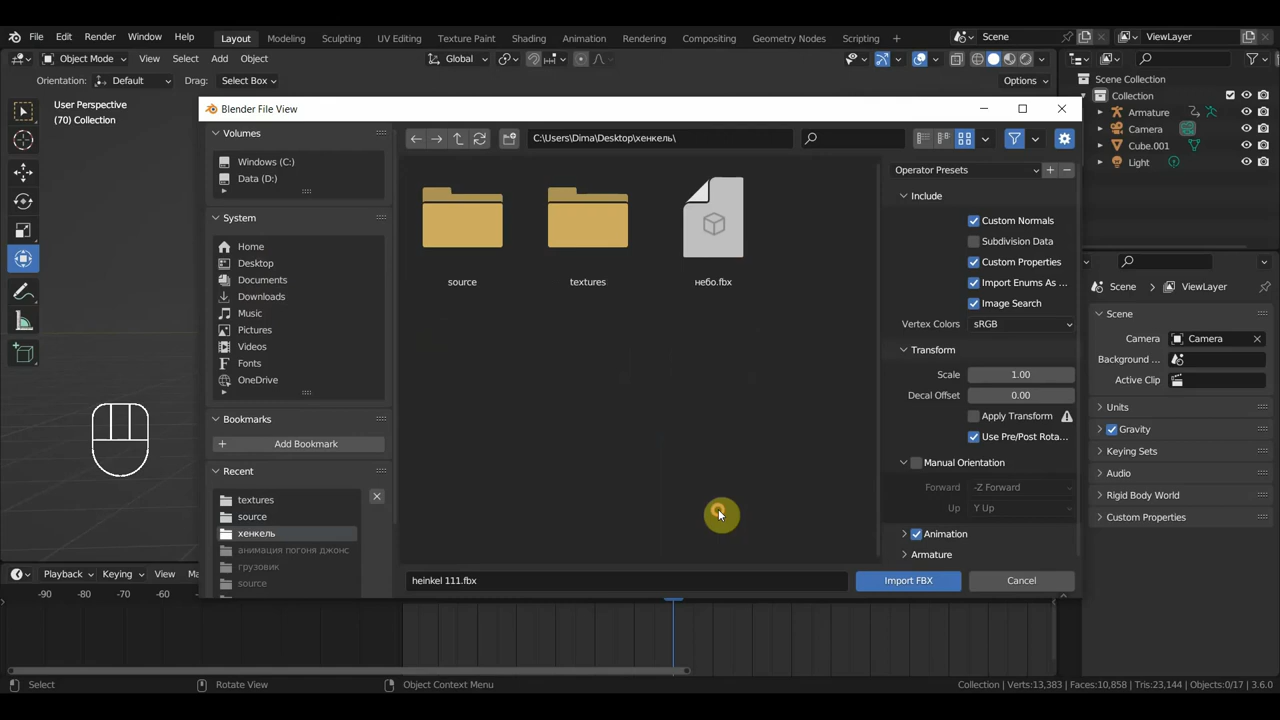 File Edit Render Window Help Layout Modeling Sculpting UV Editing Texture Paint Shading Animation Rendering Compositing Geometry Nodes Scripting + Scene ViewLayer
Object Mode View Select Add Object Global
Orientation: Default Drag: Select Box Options
User Perspective
(70) Collection
Blender File View
Volumes
Windows (C:)
Data (D:)
System
Home
Desktop
Documents
Downloads
Music
Pictures
Videos
Fonts
OneDrive
Bookmarks
+ Add Bookmark
Recent
textures
source
хенкель
анимация погоня джонс
грузовик
source
C:\Users\Dima\Desktop\хенкель\
source
textures
небо.fbx
heinkel 111.fbx
Import FBX
Cancel
Operator Presets
Include
Custom Normals
Subdivision Data
Custom Properties
Import Enums As ...
Image Search
Vertex Colors sRGB
Transform
Scale 1.00
Decal Offset 0.00
Apply Transform
Use Pre/Post Rota...
Manual Orientation
Forward -Z Forward
Up Y Up
Animation
Armature
Scene Collection
Collection
Armature
Camera
Cube.001
Light
Scene ViewLayer
Scene
Camera Camera
Background ...
Active Clip
Units
Gravity
Keying Sets
Audio
Rigid Body World
Custom Properties
Playback Keying View
-90 -80 -70 -60
Select Rotate View Object Context Menu Collection | Verts:13,383 | Faces:10,858 | Tris:23,144 | Objects:0/17 | 3.6.0